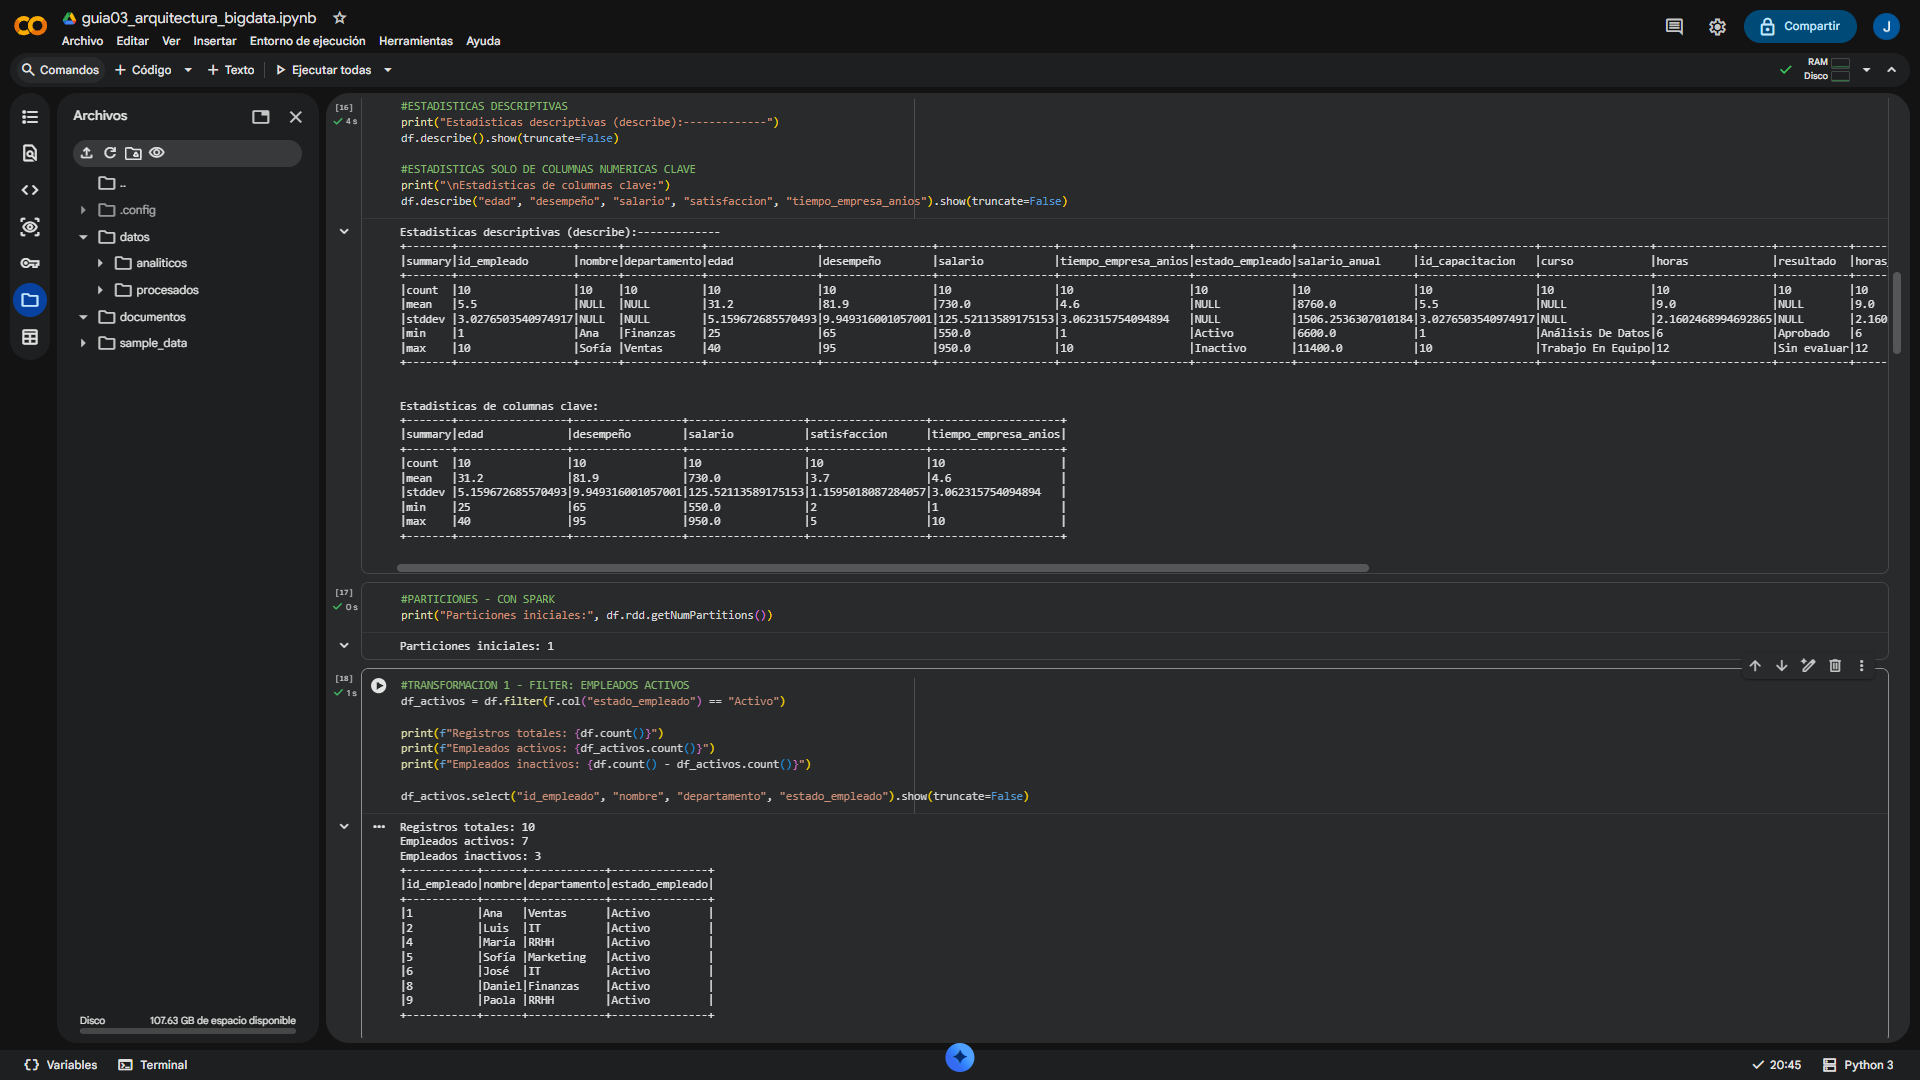 guia03_arquitectura_bigdata.ipynb
Archivo Editar Ver Insertar Entorno de ejecución Herramientas Ayuda
Compartir
J
Comandos + Código + Texto Ejecutar todas
RAM
Disco
Archivos
..
.config
datos
analiticos
procesados
documentos
sample_data
Disco 107.63 GB de espacio disponible
[16]
4 s
#ESTADISTICAS DESCRIPTIVAS
print("Estadisticas descriptivas (describe):-------------")
df.describe().show(truncate=False)
#ESTADISTICAS SOLO DE COLUMNAS NUMERICAS CLAVE
print("\nEstadisticas de columnas clave:")
df.describe("edad", "desempeño", "salario", "satisfaccion", "tiempo_empresa_anios").show(truncate=False)
Estadisticas descriptivas (describe):-------------
|summary|id_empleado |nombre|departamento|edad |desempeño |salario |tiempo_empresa_anios|estado_empleado|salario_anual |id_capacitacion |curso |horas |resultado |horas_
|count |10 |10 |10 |10 |10 |10 |10 |10 |10 |10 |10 |10 |10 |10
|mean |5.5 |NULL |NULL |31.2 |81.9 |730.0 |4.6 |NULL |8760.0 |5.5 |NULL |9.0 |NULL |9.0
|stddev |3.0276503540974917|NULL |NULL |5.159672685570493|9.949316001057001|125.52113589175153|3.062315754094894 |NULL |1506.2536307010184|3.0276503540974917|NULL |2.1602468994692865|NULL |2.160
|min |1 |Ana |Finanzas |25 |65 |550.0 |1 |Activo |6600.0 |1 |Análisis De Datos|6 |Aprobado |6
|max |10 |Sofía |Ventas |40 |95 |950.0 |10 |Inactivo |11400.0 |10 |Trabajo En Equipo|12 |Sin evaluar|12
Estadisticas de columnas clave:
|summary|edad |desempeño |salario |satisfaccion |tiempo_empresa_anios|
|count |10 |10 |10 |10 |10 |
|mean |31.2 |81.9 |730.0 |3.7 |4.6 |
|stddev |5.159672685570493|9.949316001057001|125.52113589175153|1.1595018087284057|3.062315754094894 |
|min |25 |65 |550.0 |2 |1 |
|max |40 |95 |950.0 |5 |10 |
[17]
0 s
#PARTICIONES - CON SPARK
print("Particiones iniciales:", df.rdd.getNumPartitions())
Particiones iniciales: 1
[18]
1 s
#TRANSFORMACION 1 - FILTER: EMPLEADOS ACTIVOS
df_activos = df.filter(F.col("estado_empleado") == "Activo")
print(f"Registros totales: {df.count()}")
print(f"Empleados activos: {df_activos.count()}")
print(f"Empleados inactivos: {df.count() - df_activos.count()}")
df_activos.select("id_empleado", "nombre", "departamento", "estado_empleado").show(truncate=False)
Registros totales: 10
Empleados activos: 7
Empleados inactivos: 3
|id_empleado|nombre|departamento|estado_empleado|
|1 |Ana |Ventas |Activo |
|2 |Luis |IT |Activo |
|4 |María |RRHH |Activo |
|5 |Sofía |Marketing |Activo |
|6 |José |IT |Activo |
|8 |Daniel|Finanzas |Activo |
|9 |Paola |RRHH |Activo |
Variables Terminal
20:45 Python 3